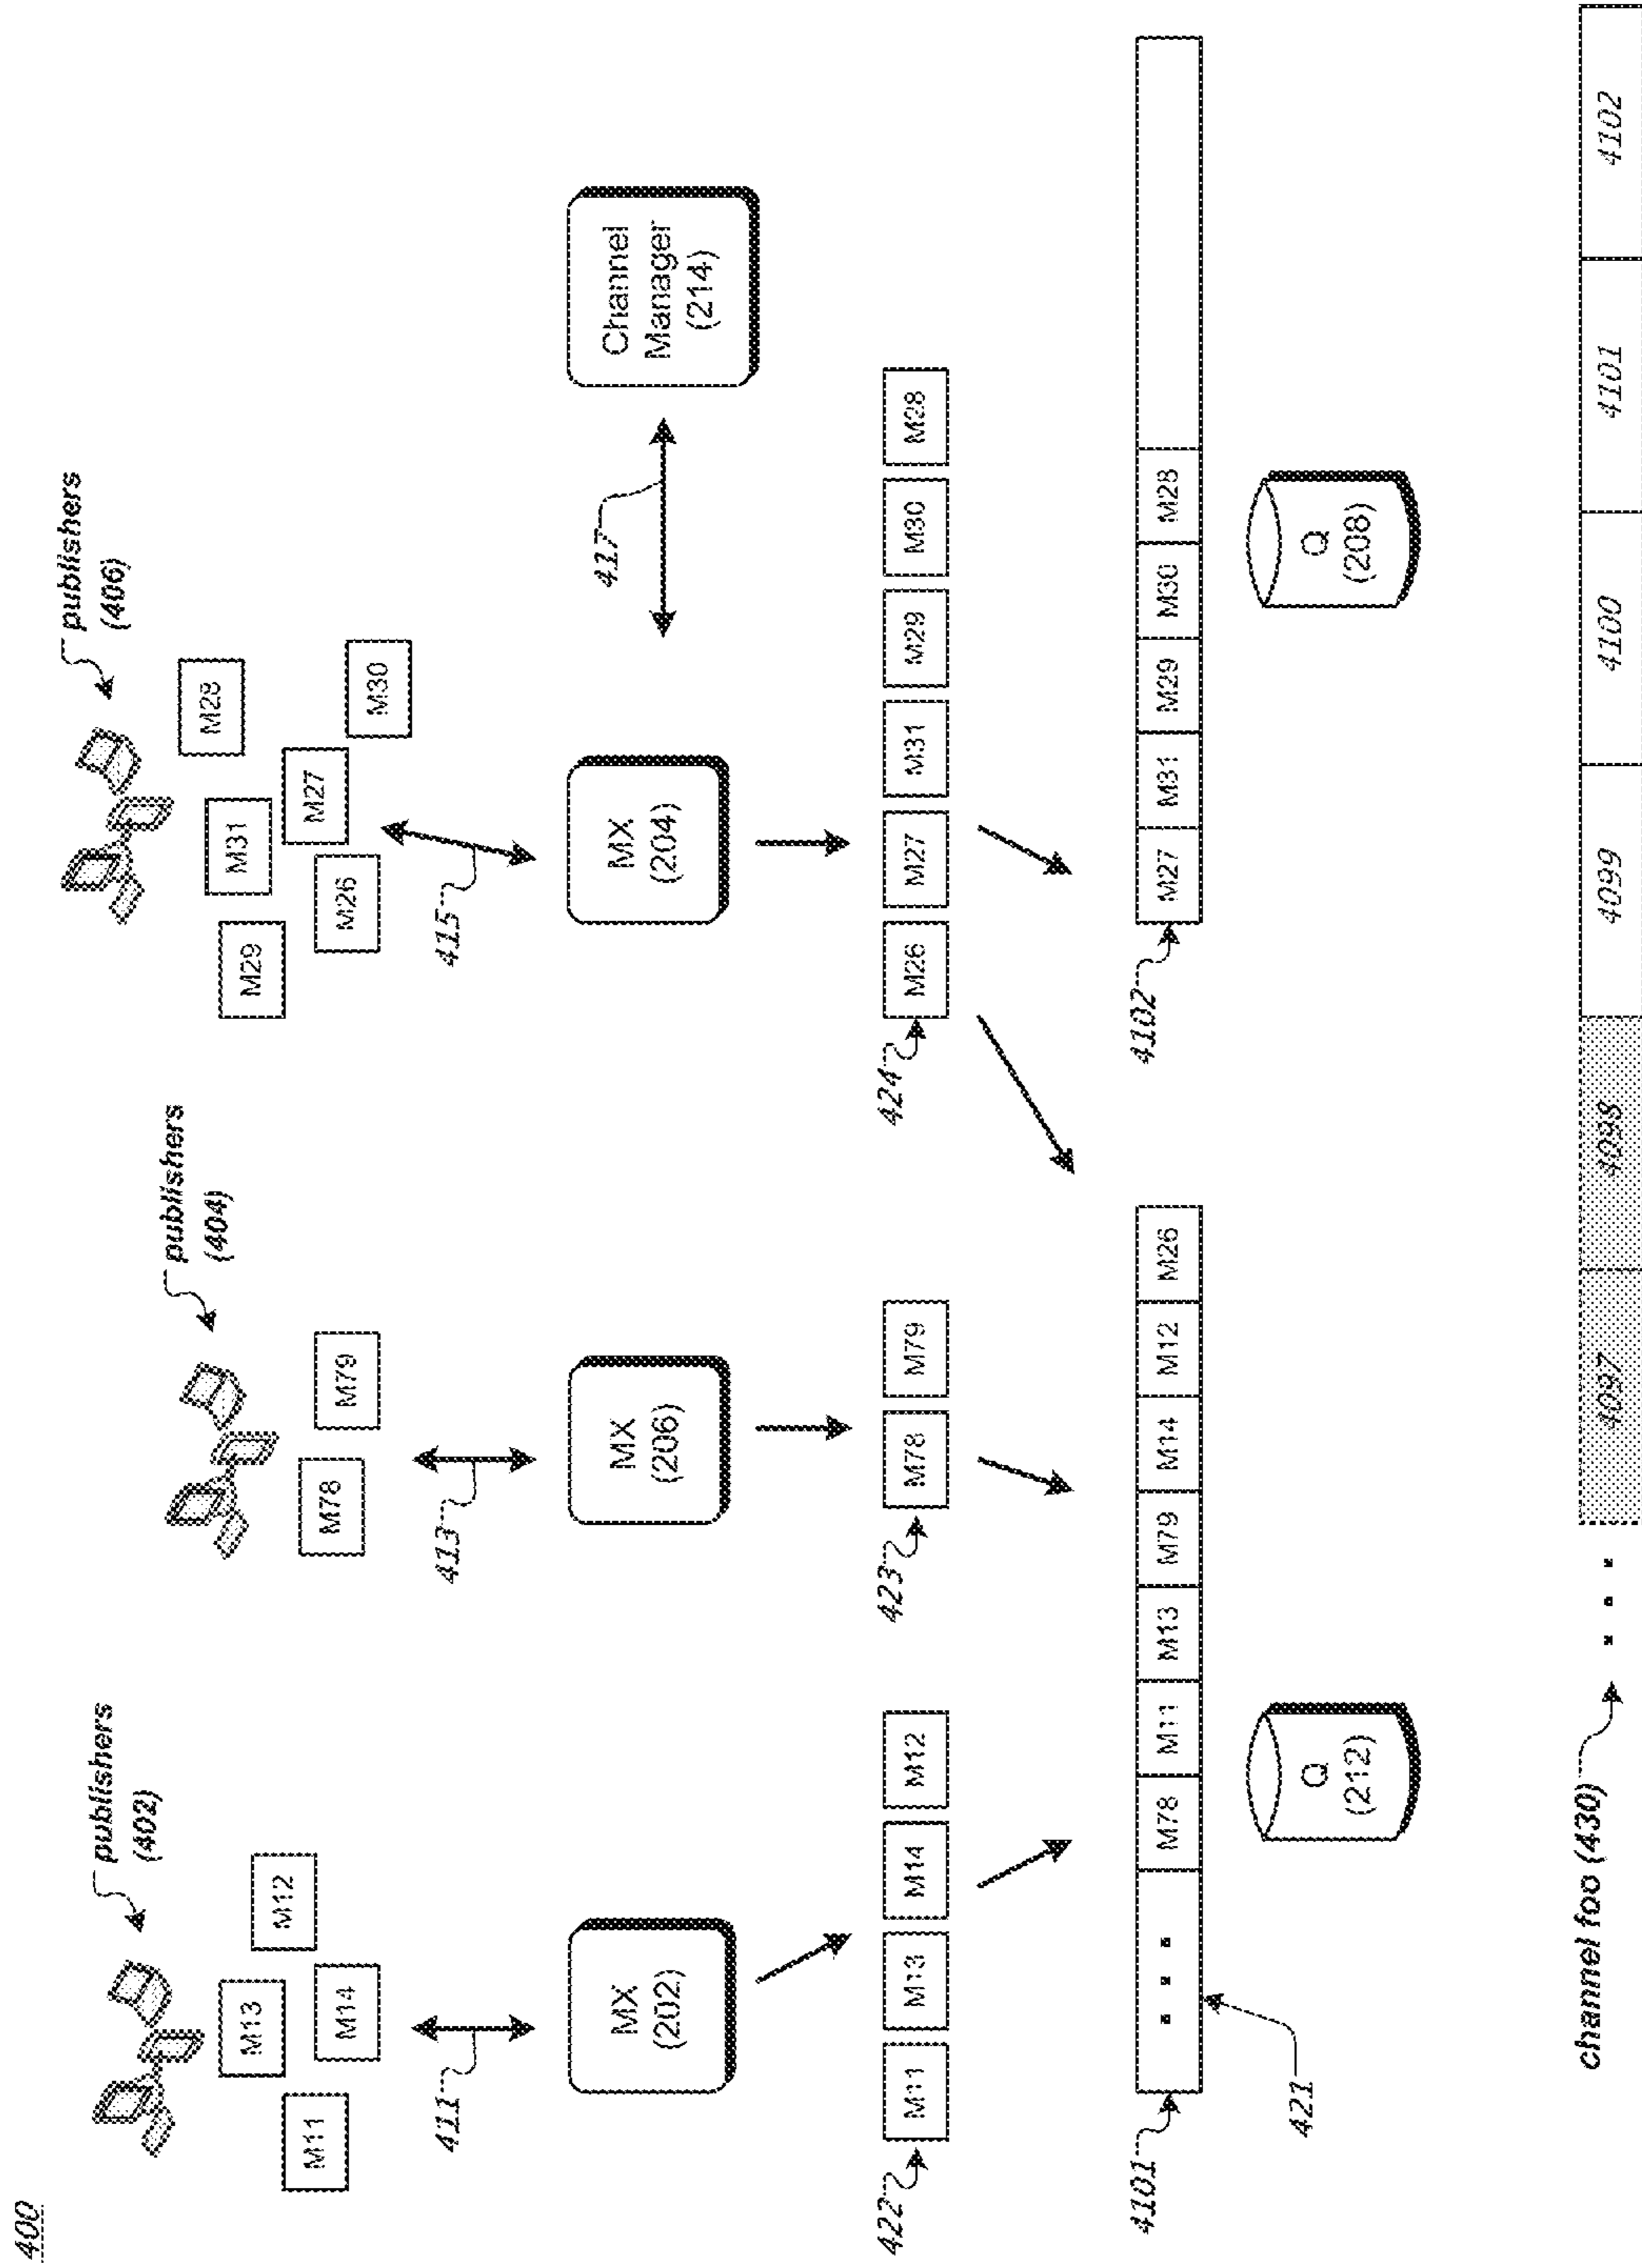 400
publishers
(402)
publishers
(404)
publishers
(406)
M11
M13
M14
M12
M78
M79
M29
M26
M31
M27
M28
M30
411
413
415
417
MX
(202)
MX
(206)
MX
(204)
Channel
Manager
(214)
422
M11
M13
M14
M12
423
M78
M79
424
M26
M27
M31
M29
M30
M28
4101
M78
M11
M13
M79
M14
M12
M26
421
4102
M27
M31
M29
M30
M28
Q
(212)
Q
(208)
channel foo (430)
4097
4098
4099
4100
4101
4102